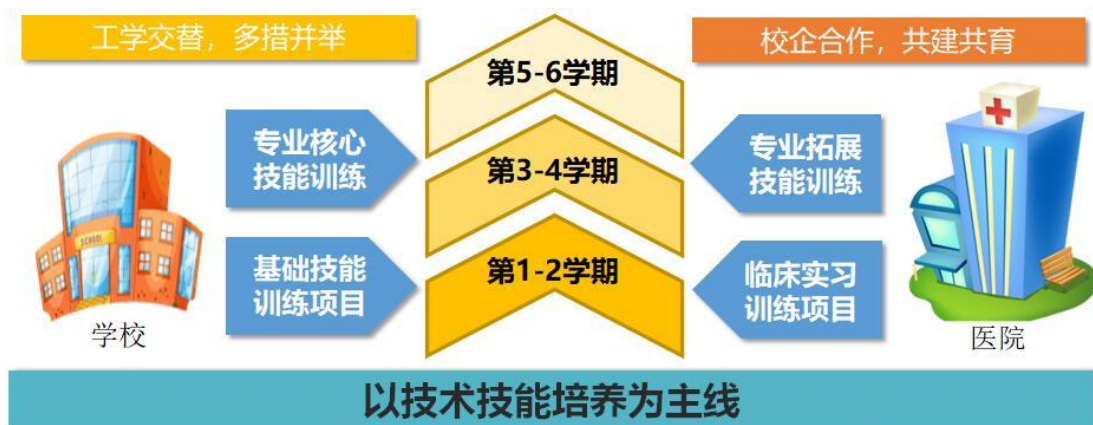 工学交替，多措并举
校企合作，共建共育
第5-6学期
专业核心
技能训练
第3-4学期
专业拓展
技能训练
SCHOOL
基础技能
训练项目
第1-2学期
临床实习
训练项目
学校
医院
以技术技能培养为主线